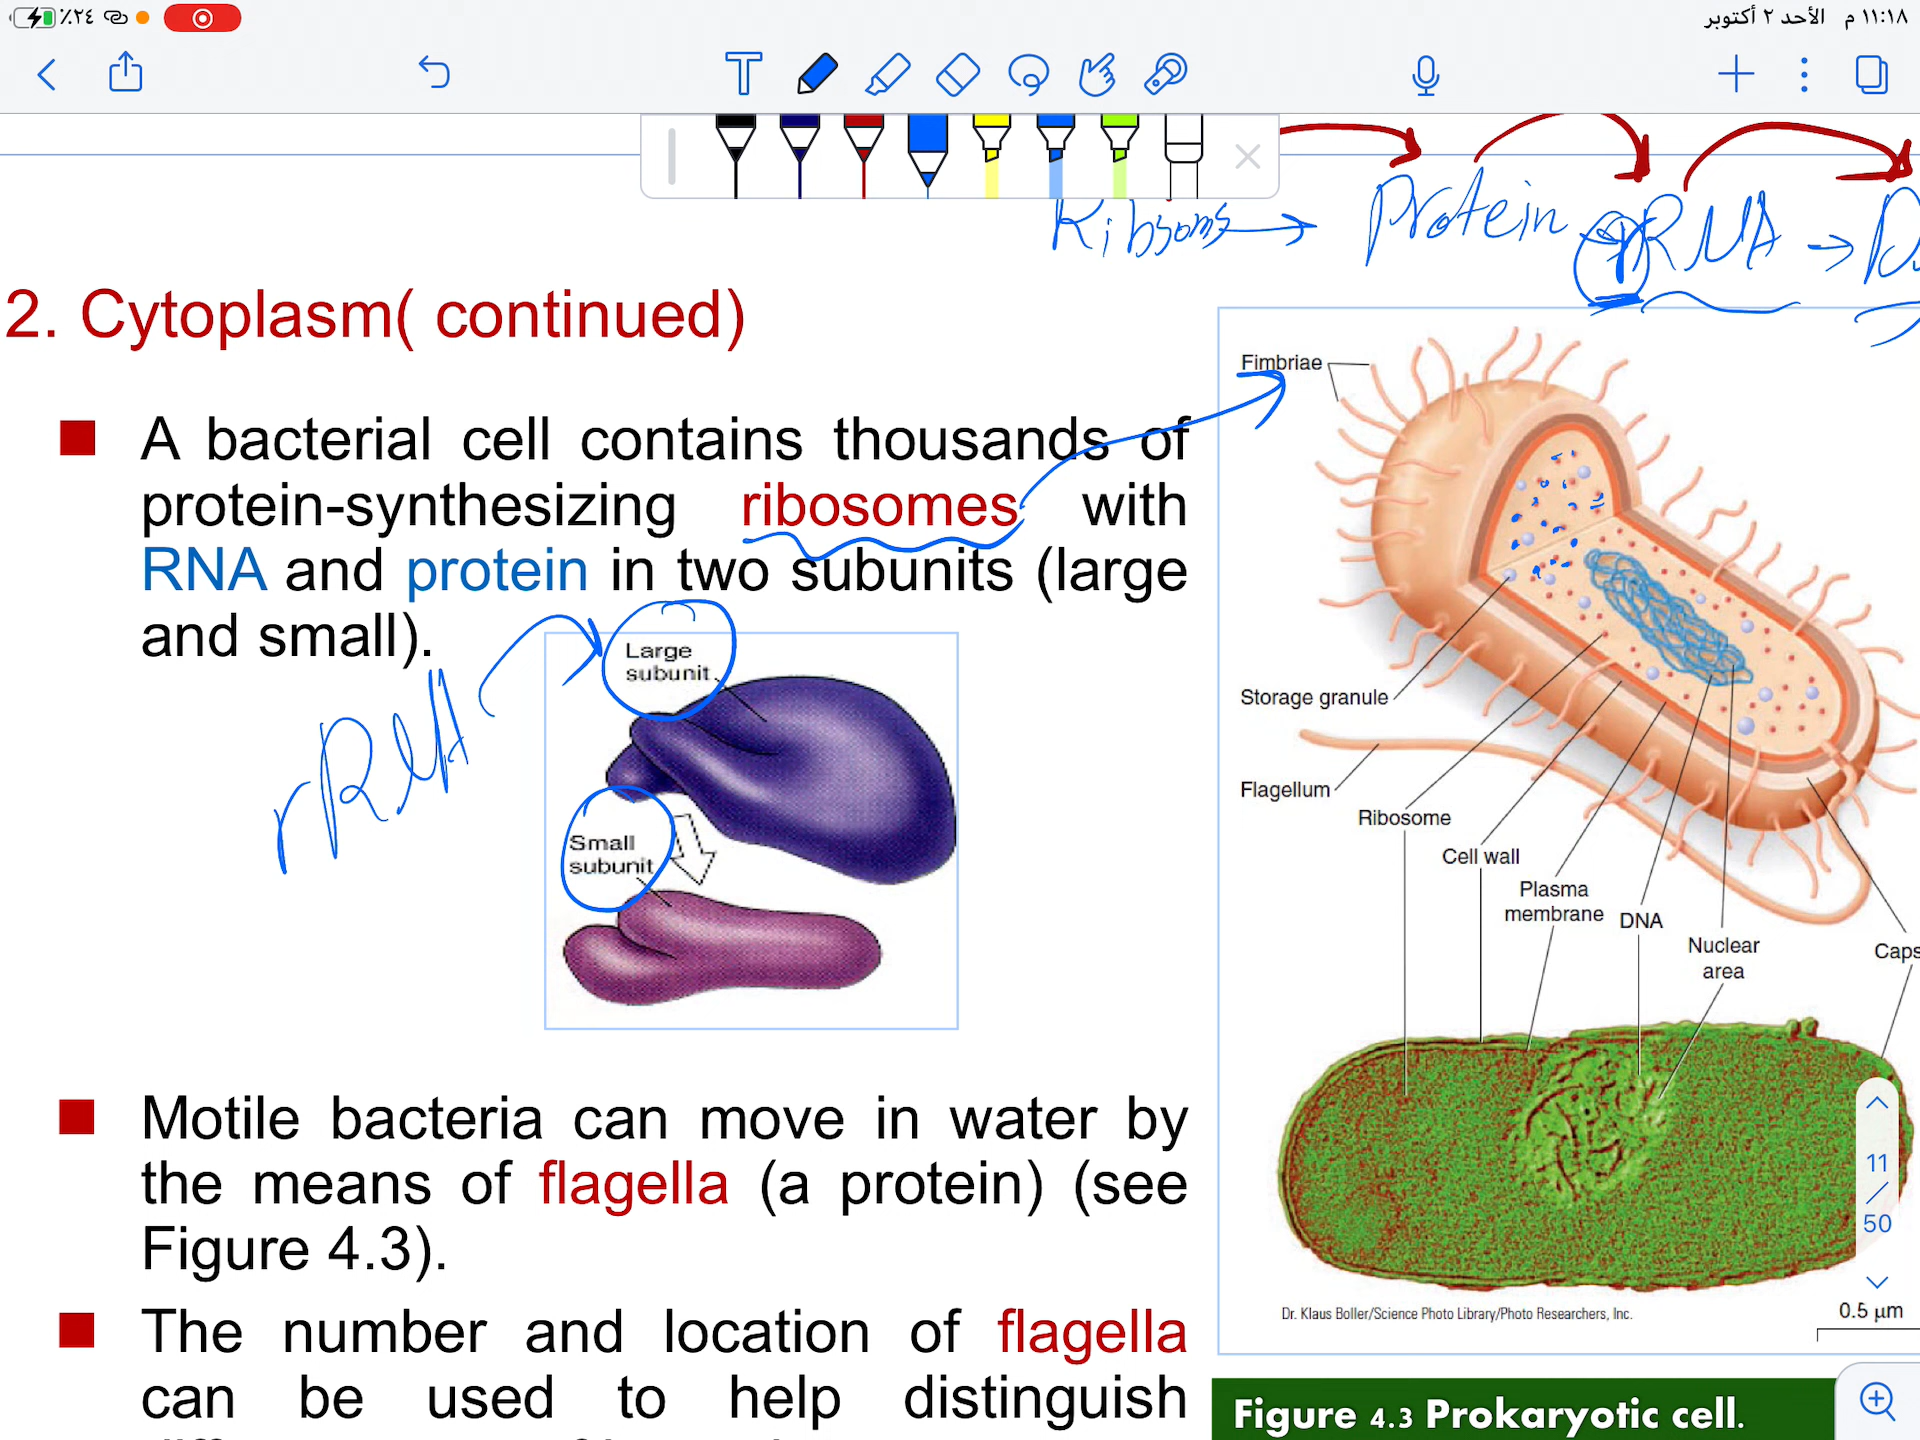 ٪٢٤
١١:١٨ م الأحد ٢ أكتوبر
Kibsoms → Protein rRNA →
2. Cytoplasm( continued)
A bacterial cell contains thousands of
protein-synthesizing ribosomes with
RNA and protein in two subunits (large
and small).
rRNA
Large
subunit
Small
subunit
Motile bacteria can move in water by
the means of flagella (a protein) (see
Figure 4.3).
The number and location of flagella
can be used to help distinguish
Fimbriae
Storage granule
Flagellum
Ribosome
Cell wall
Plasma
membrane
DNA
Nuclear
area
Caps
11
/
50
Dr. Klaus Boller/Science Photo Library/Photo Researchers, Inc.
0.5 µm
Figure 4.3 Prokaryotic cell.